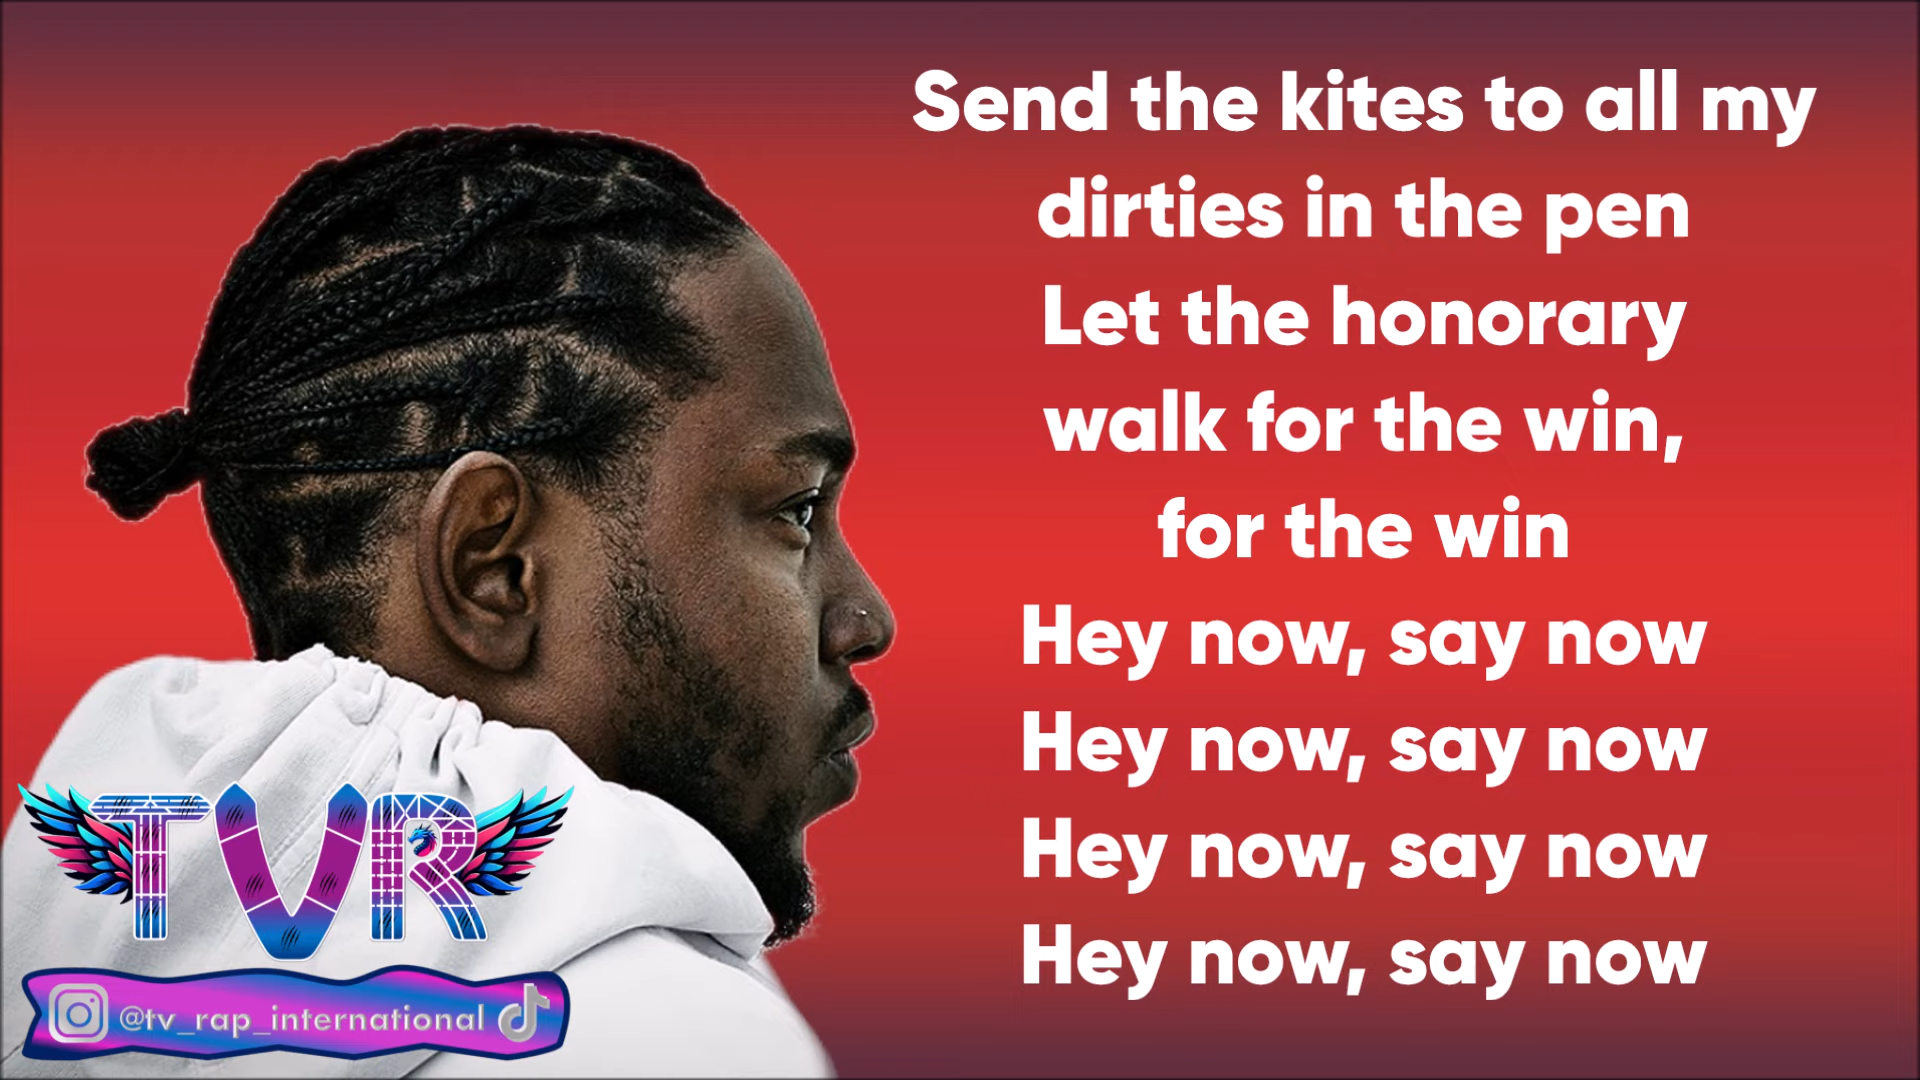 Send the kites to all my
dirties in the pen
Let the honorary
walk for the win,
for the win
Hey now, say now
Hey now, say now
Hey now, say now
Hey now, say now
TVR
@tv_rap_international